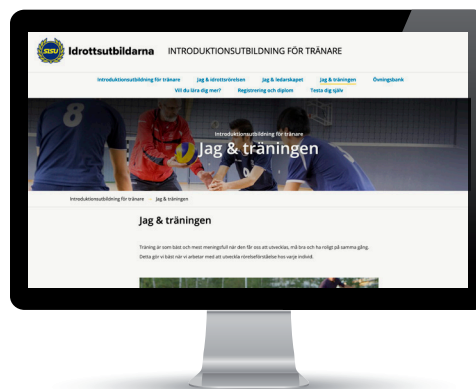 SISU
Idrottsutbildarna INTRODUKTIONSUTBILDNING FÖR TRÄNARE
Introduktionsutbildning för tränare Jag & idrottsrörelsen Jag & ledarskapet Jag & träningen Övningsbank
Vill du lära dig mer? Registrering och diplom Testa dig själv
Introduktionsutbildning för tränare
Jag & träningen
Introduktionsutbildning för tränare Jag & träningen
Jag & träningen
Träning är som bäst och mest meningsfull när den får oss att utvecklas, må bra och ha roligt på samma gång.
Detta gör vi bäst när vi arbetar med att utveckla rörelseförståelse hos varje individ.